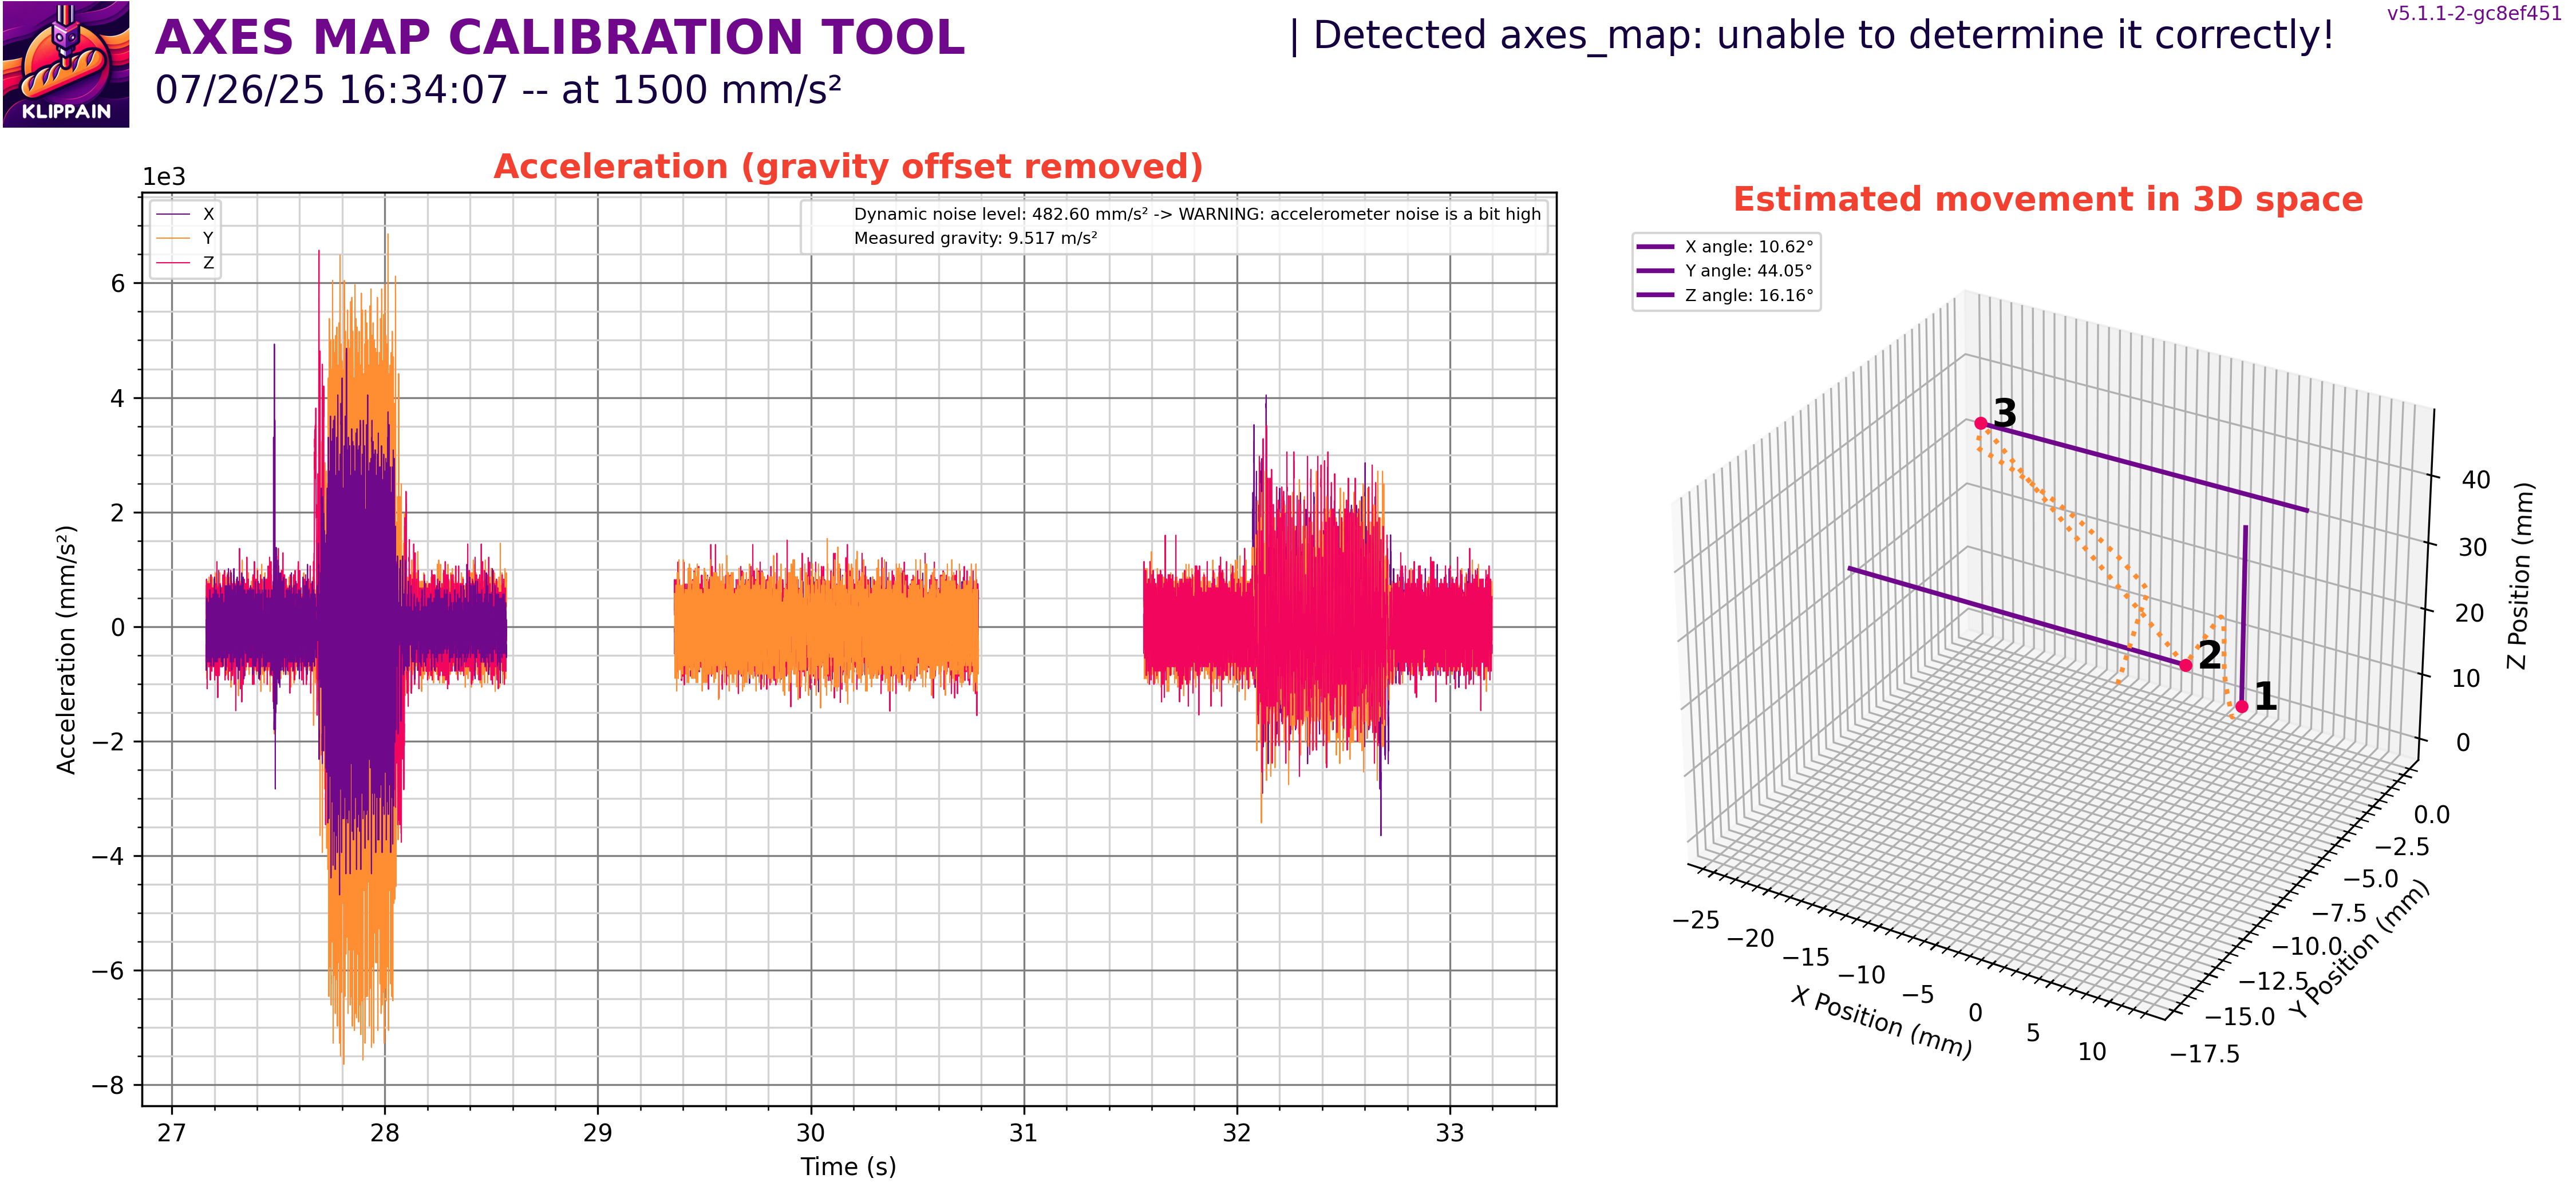 AXES MAP CALIBRATION TOOL
07/26/25 16:34:07 -- at 1500 mm/s²
| Detected axes_map: unable to determine it correctly!
v5.1.1-2-gc8ef451
KLIPPAIN
Acceleration (gravity offset removed)
1e3
X
Y
Z
Dynamic noise level: 482.60 mm/s² -> WARNING: accelerometer noise is a bit high
Measured gravity: 9.517 m/s²
6
4
2
0
−2
−4
−6
−8
Acceleration (mm/s²)
27
28
29
30
31
32
33
Time (s)
Estimated movement in 3D space
X angle: 10.62°
Y angle: 44.05°
Z angle: 16.16°
3
2
1
40
30
20
10
0
Z Position (mm)
0.0
−2.5
−5.0
−7.5
−10.0
−12.5
−15.0
−17.5
Y Position (mm)
−25
−20
−15
−10
−5
0
5
10
X Position (mm)